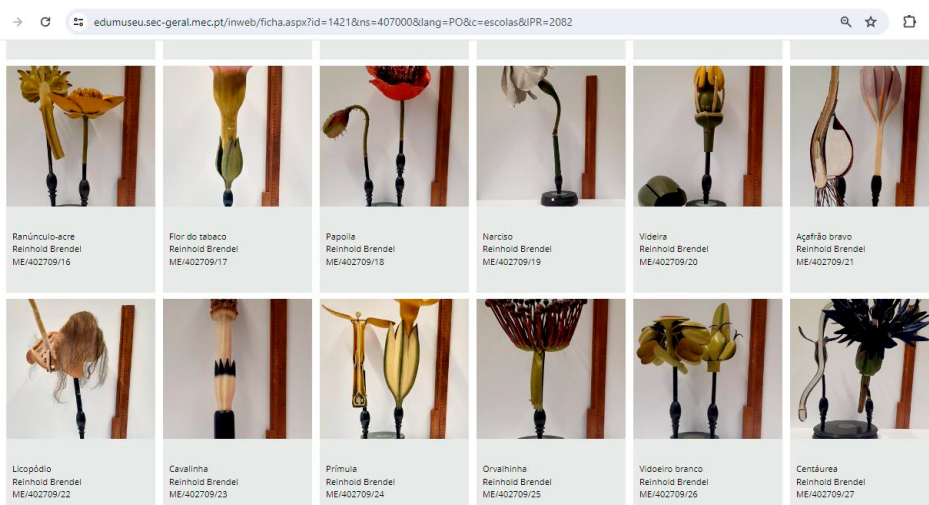 edumuseu.sec-geral.mec.pt/inweb/ficha.aspx?id=1421&ns=407000&lang=PO&c=escolas&IPR=2082
Ranúnculo-acre
Reinhold Brendel
ME/402709/16
Flor do tabaco
Reinhold Brendel
ME/402709/17
Papoila
Reinhold Brendel
ME/402709/18
Narciso
Reinhold Brendel
ME/402709/19
Videira
Reinhold Brendel
ME/402709/20
Açafrão bravo
Reinhold Brendel
ME/402709/21
Licopódio
Reinhold Brendel
ME/402709/22
Cavalinha
Reinhold Brendel
ME/402709/23
Prímula
Reinhold Brendel
ME/402709/24
Orvalhinha
Reinhold Brendel
ME/402709/25
Vidoeiro branco
Reinhold Brendel
ME/402709/26
Centáurea
Reinhold Brendel
ME/402709/27